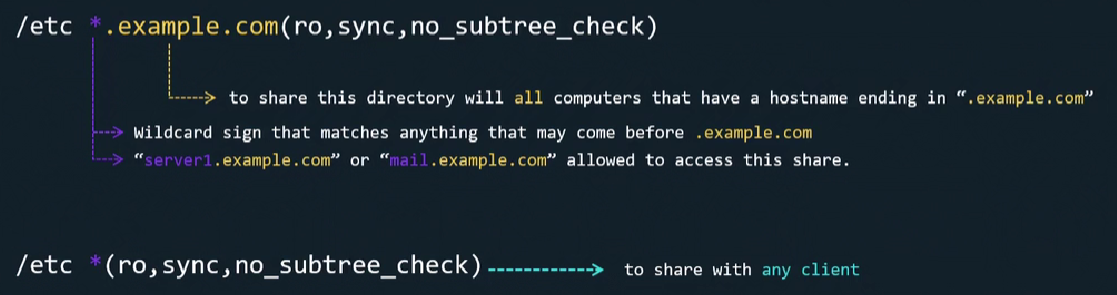 /etc *.example.com(ro,sync,no_subtree_check)
to share this directory will all computers that have a hostname ending in “.example.com”
Wildcard sign that matches anything that may come before .example.com
“server1.example.com” or “mail.example.com” allowed to access this share.
/etc *(ro,sync,no_subtree_check) to share with any client